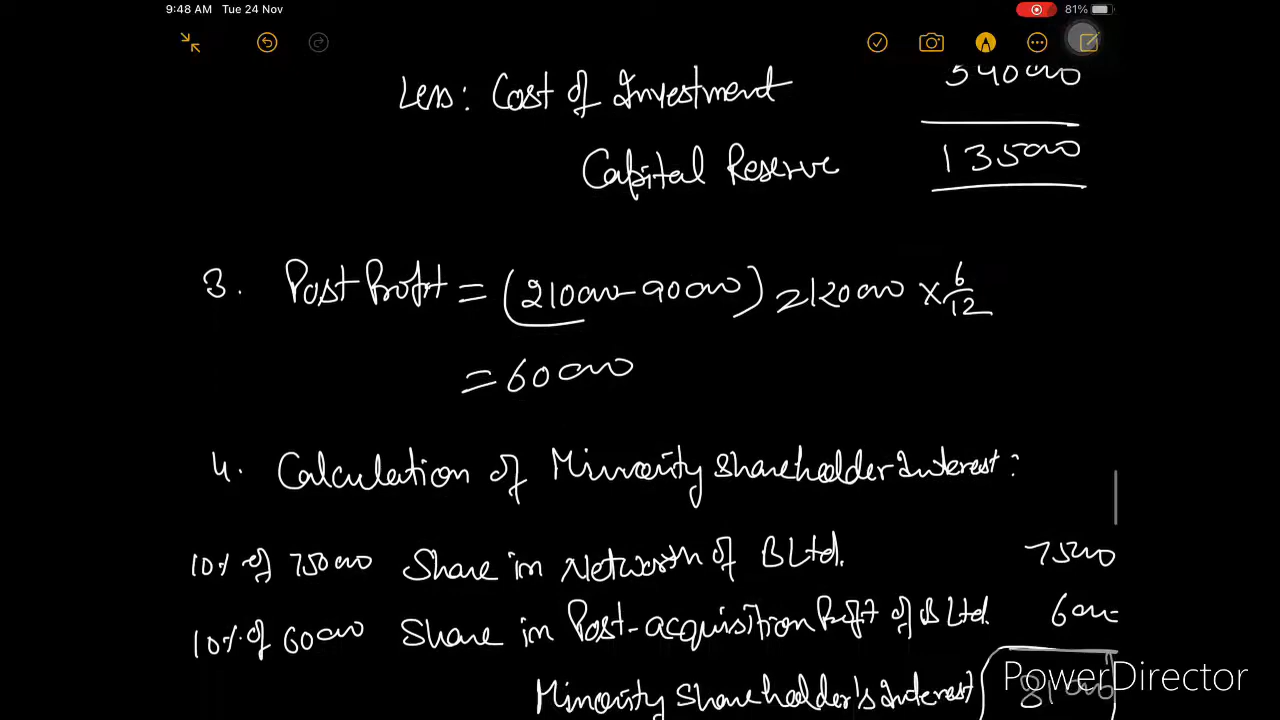 9:48 AM Tue 24 Nov
81%
Less: Cost of Investment 540000
Capital Reserve 135000
3. Post Profit = (210000-90000) = 120000 × 6/12
= 60000
4. Calculation of Minority Shareholder Interest:
10% of 750000 Share in Networth of B Ltd. 75000
10% of 60000 Share in Post-acquisition Profit of B Ltd. 6000
Minority Shareholder's Interest 81000
PowerDirector